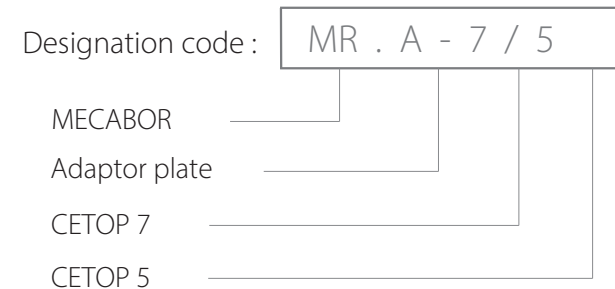 Designation code : MR . A - 7 / 5
MECABOR
Adaptor plate
CETOP 7
CETOP 5